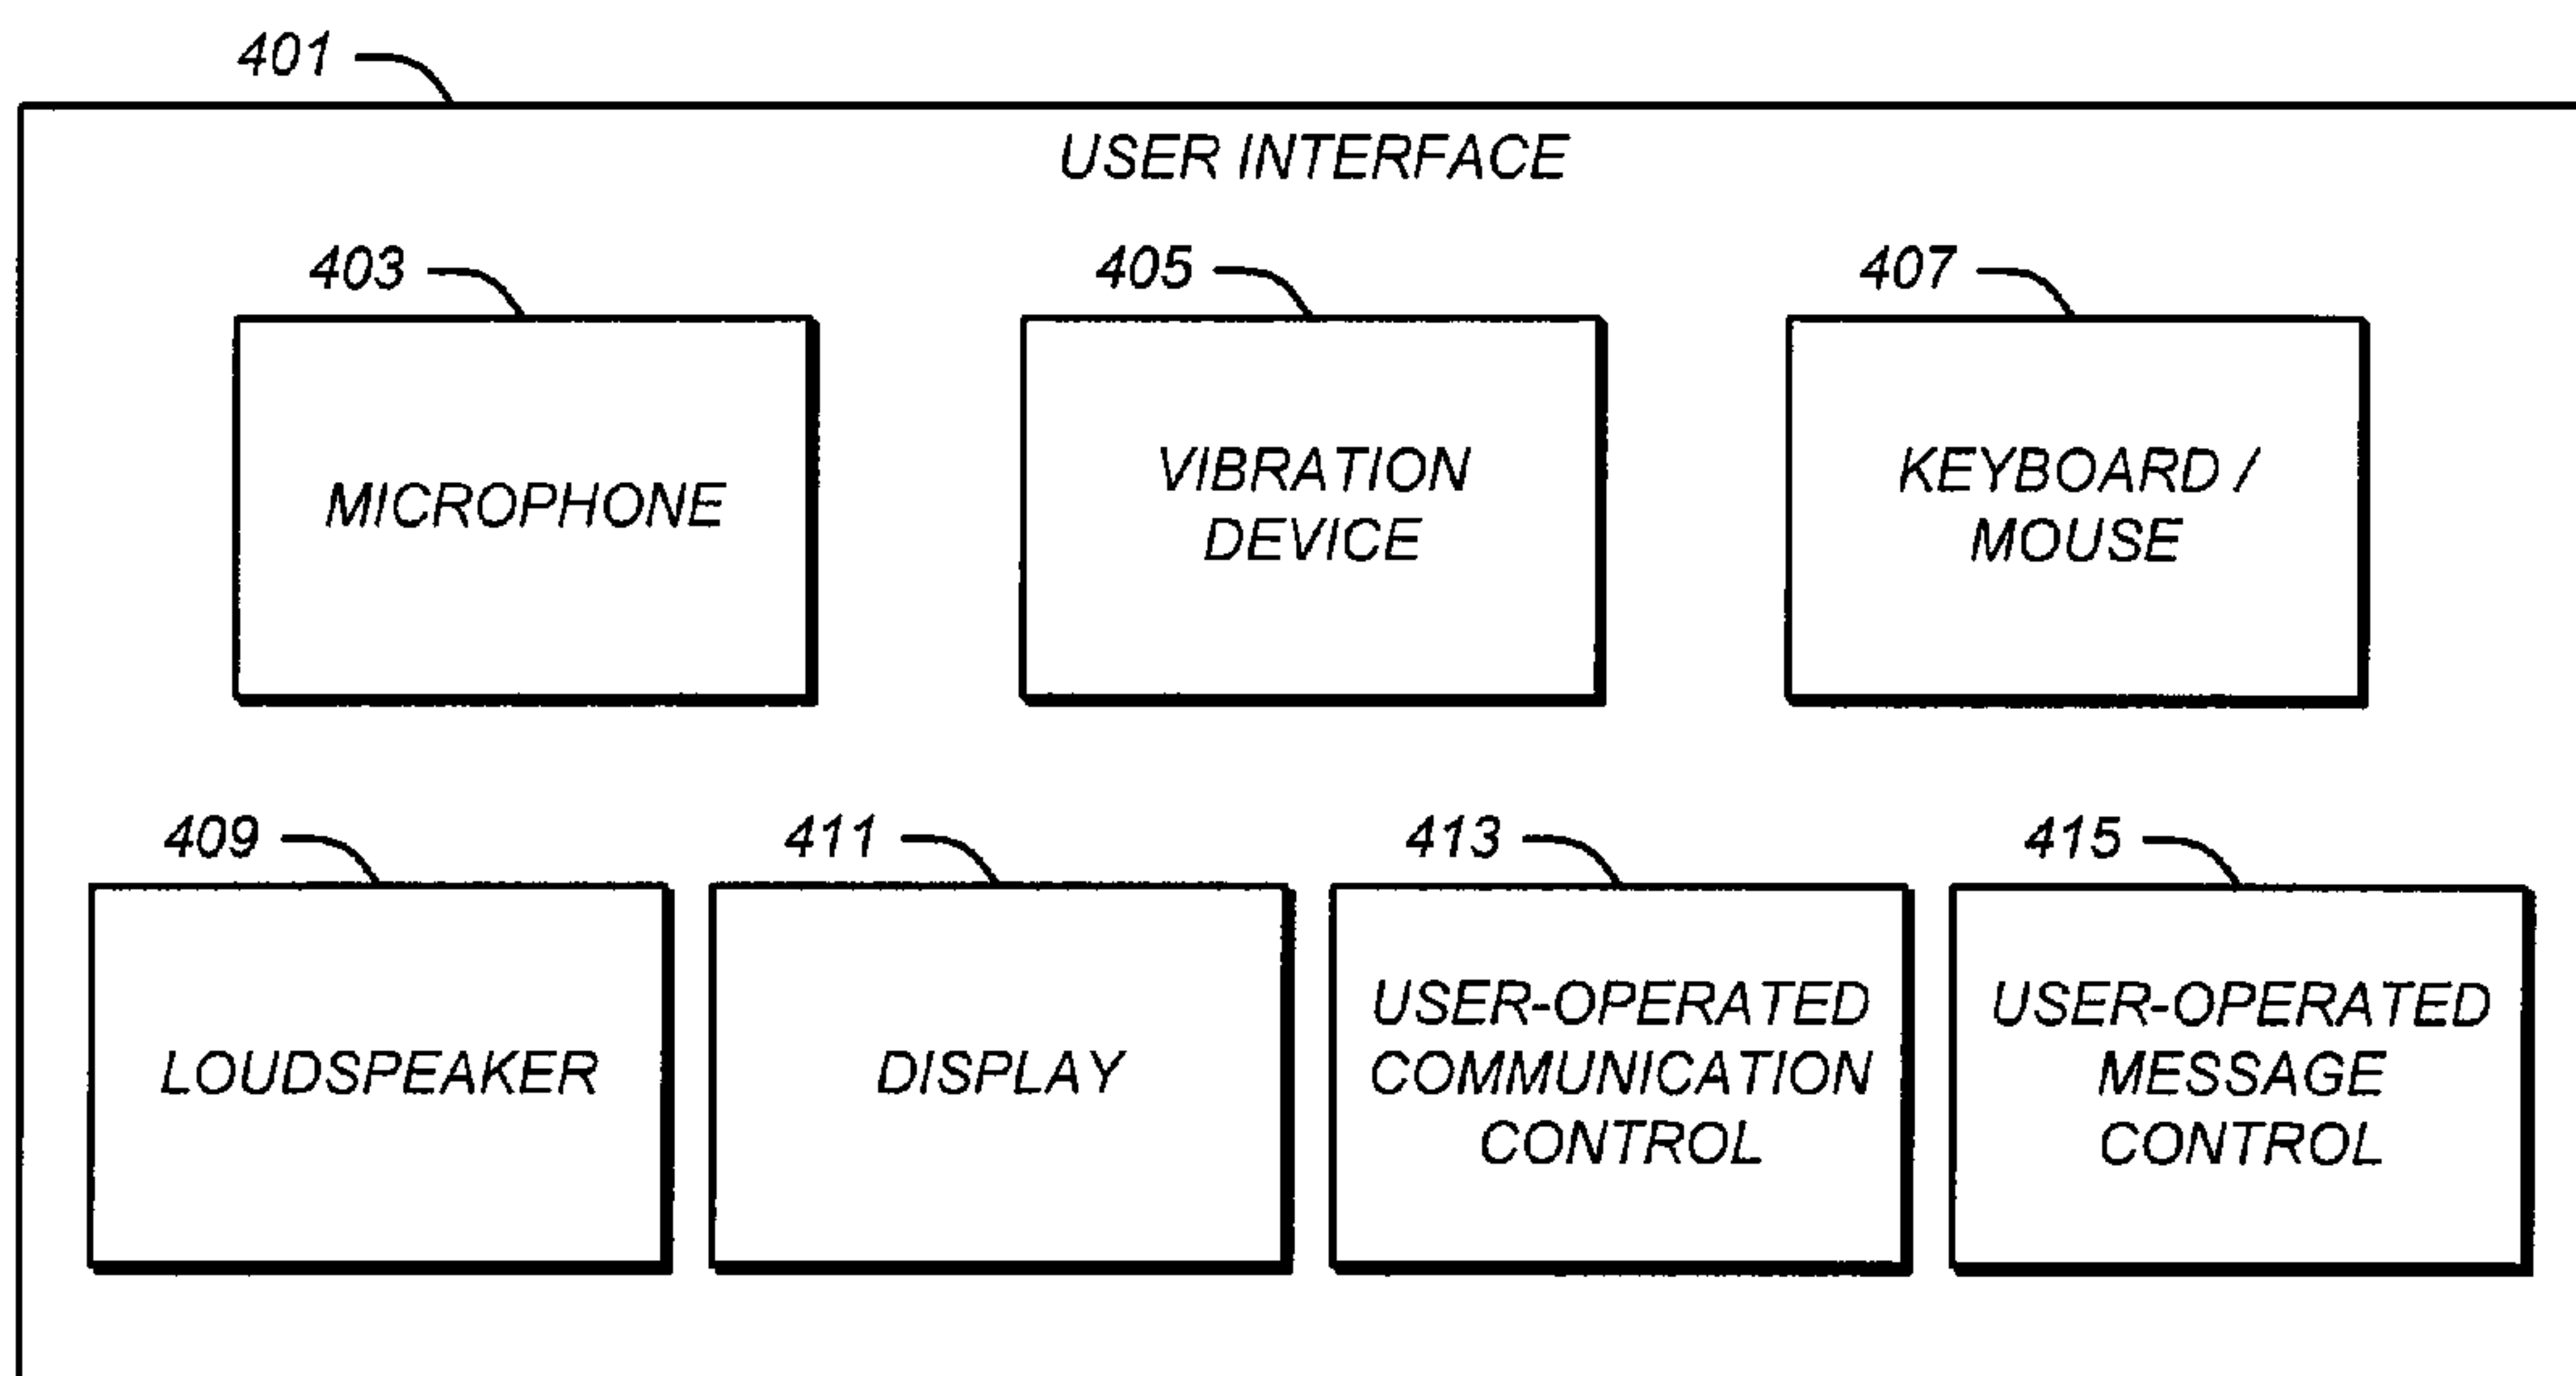 401
USER INTERFACE
403
405
407
MICROPHONE
VIBRATION
DEVICE
KEYBOARD /
MOUSE
409
411
413
415
LOUDSPEAKER
DISPLAY
USER-OPERATED
COMMUNICATION
CONTROL
USER-OPERATED
MESSAGE
CONTROL